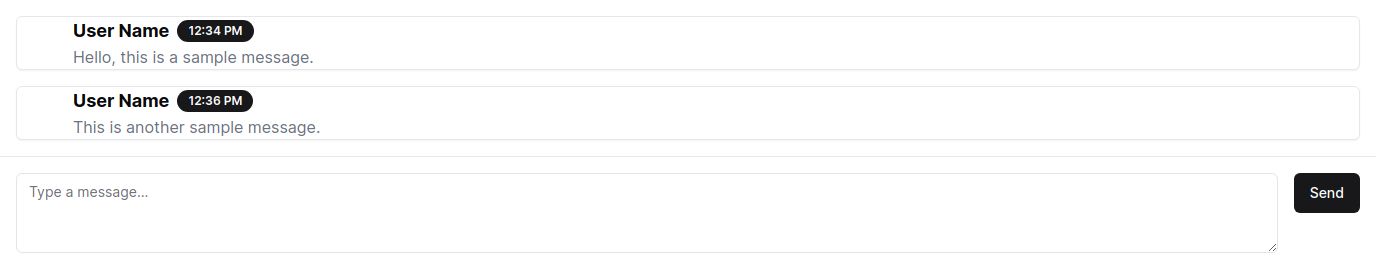 User Name 12:34 PM
Hello, this is a sample message.
User Name 12:36 PM
This is another sample message.
Type a message...
Send